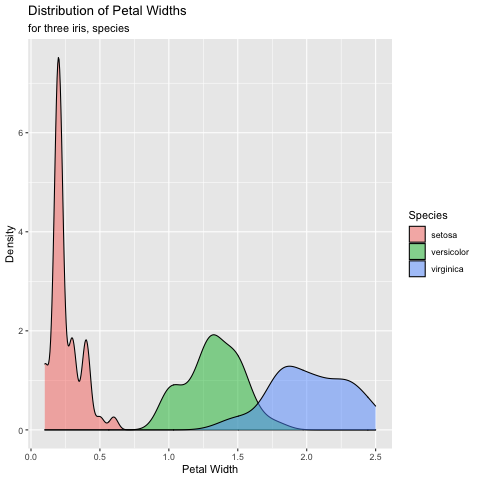 Distribution of Petal Widths
for three iris, species
Density
6
4
2
0
0.0 0.5 1.0 1.5 2.0 2.5
Petal Width
Species
setosa
versicolor
virginica